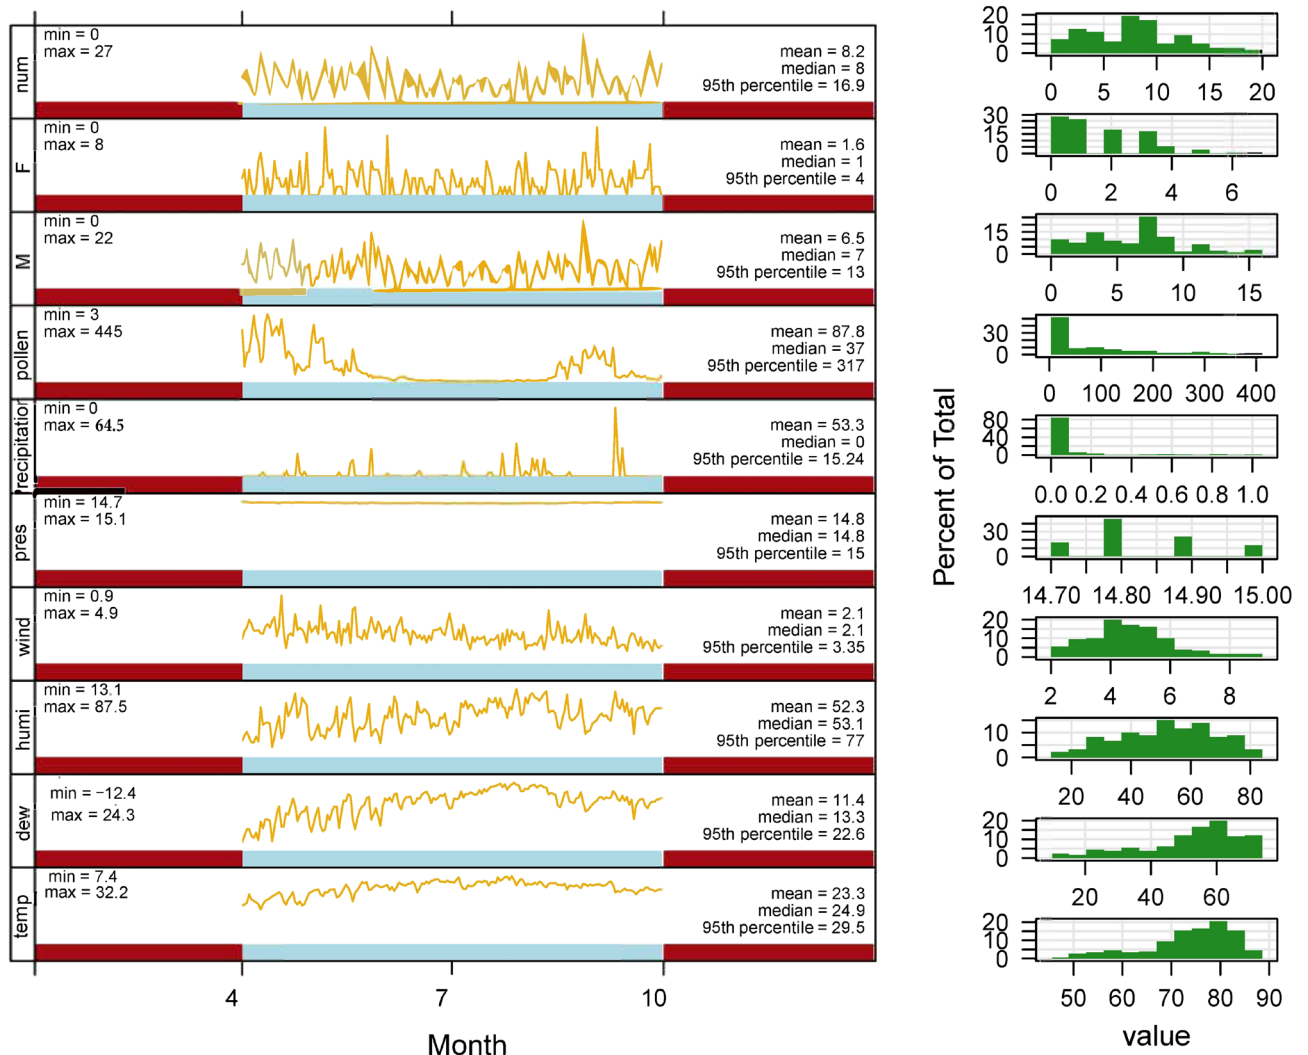 num
min = 0
max = 27
mean = 8.2
median = 8
95th percentile = 16.9
F
min = 0
max = 8
mean = 1.6
median = 1
95th percentile = 4
M
min = 0
max = 22
mean = 6.5
median = 7
95th percentile = 13
pollen
min = 3
max = 445
mean = 87.8
median = 37
95th percentile = 317
Precipitation
min = 0
max = 64.5
mean = 53.3
median = 0
95th percentile = 15.24
pres
min = 14.7
max = 15.1
mean = 14.8
median = 14.8
95th percentile = 15
wind
min = 0.9
max = 4.9
mean = 2.1
median = 2.1
95th percentile = 3.35
humi
min = 13.1
max = 87.5
mean = 52.3
median = 53.1
95th percentile = 77
dew
min = −12.4
max = 24.3
mean = 11.4
median = 13.3
95th percentile = 22.6
temp
min = 7.4
max = 32.2
mean = 23.3
median = 24.9
95th percentile = 29.5
4 7 10
Month
Percent of Total
20
10
0
0 5 10 15 20
30
15
0
0 2 4 6
15
0
0 5 10 15
30
0
0 100 200 300 400
80
40
0
0.0 0.2 0.4 0.6 0.8 1.0
30
0
14.70 14.80 14.90 15.00
20
10
0
2 4 6 8
10
0
20 40 60 80
20
10
0
20 40 60
20
10
0
50 60 70 80 90
value